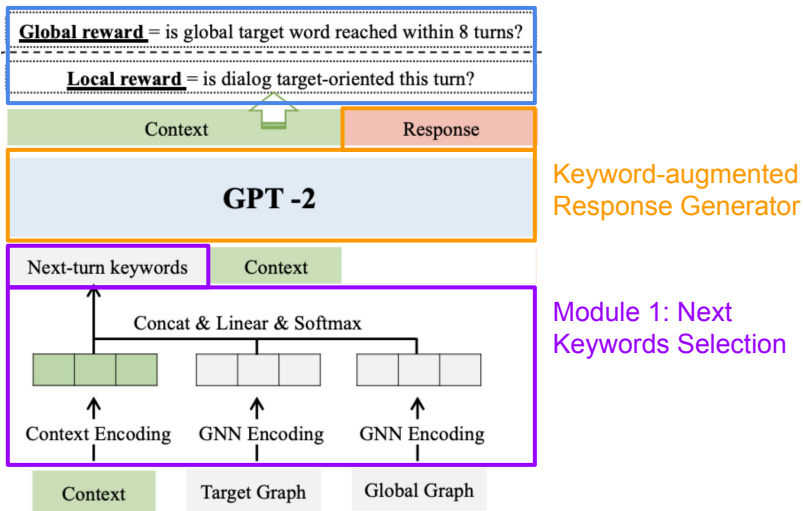 Global reward = is global target word reached within 8 turns?
Local reward = is dialog target-oriented this turn?
Context
Response
GPT -2
Keyword-augmented
Response Generator
Next-turn keywords
Context
Concat & Linear & Softmax
Module 1: Next
Keywords Selection
Context Encoding
GNN Encoding
GNN Encoding
Context
Target Graph
Global Graph